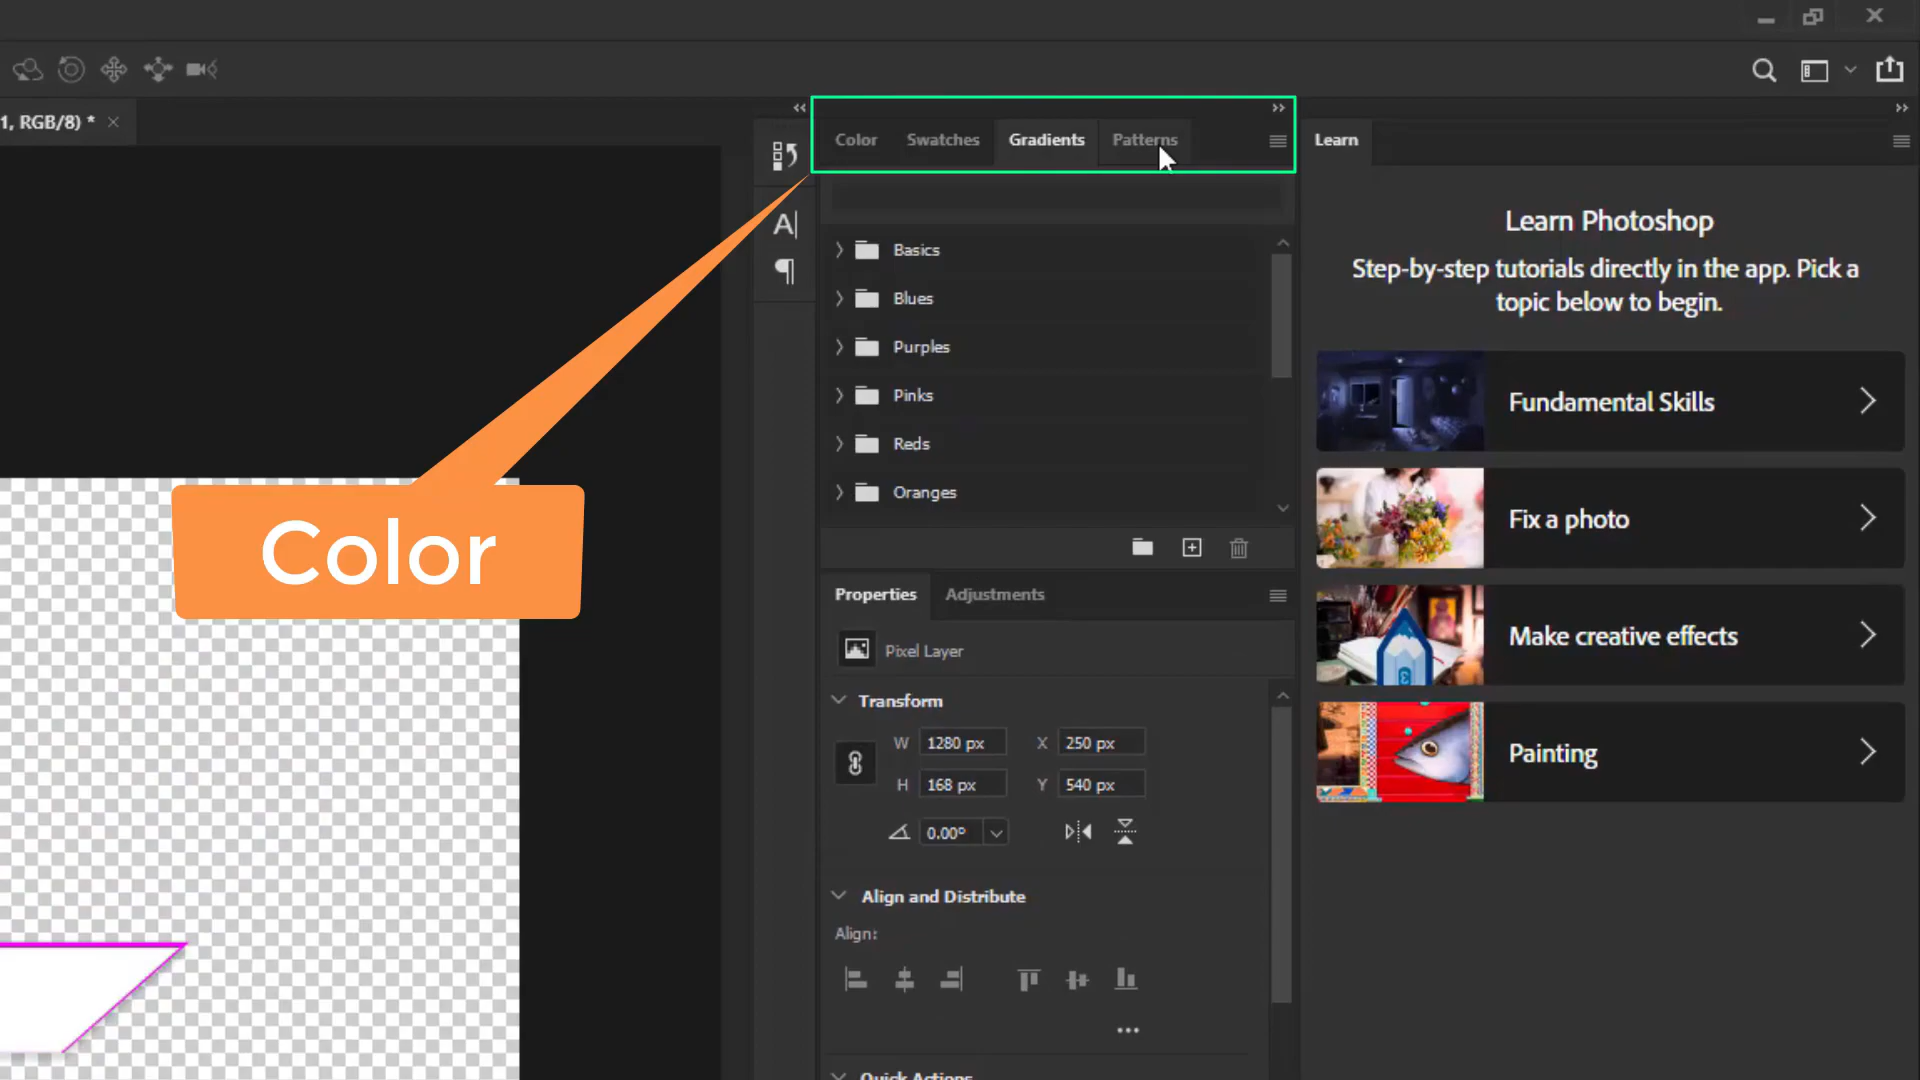 1, RGB/8) *
Color
Swatches
Gradients
Patterns
Learn
Basics
Blues
Purples
Pinks
Reds
Oranges
Color
Properties
Adjustments
Pixel Layer
Transform
W 1280 px X 250 px
H 168 px Y 540 px
0.00°
Align and Distribute
Align:
Quick Actions
Learn Photoshop
Step-by-step tutorials directly in the app. Pick a
topic below to begin.
Fundamental Skills
Fix a photo
Make creative effects
Painting